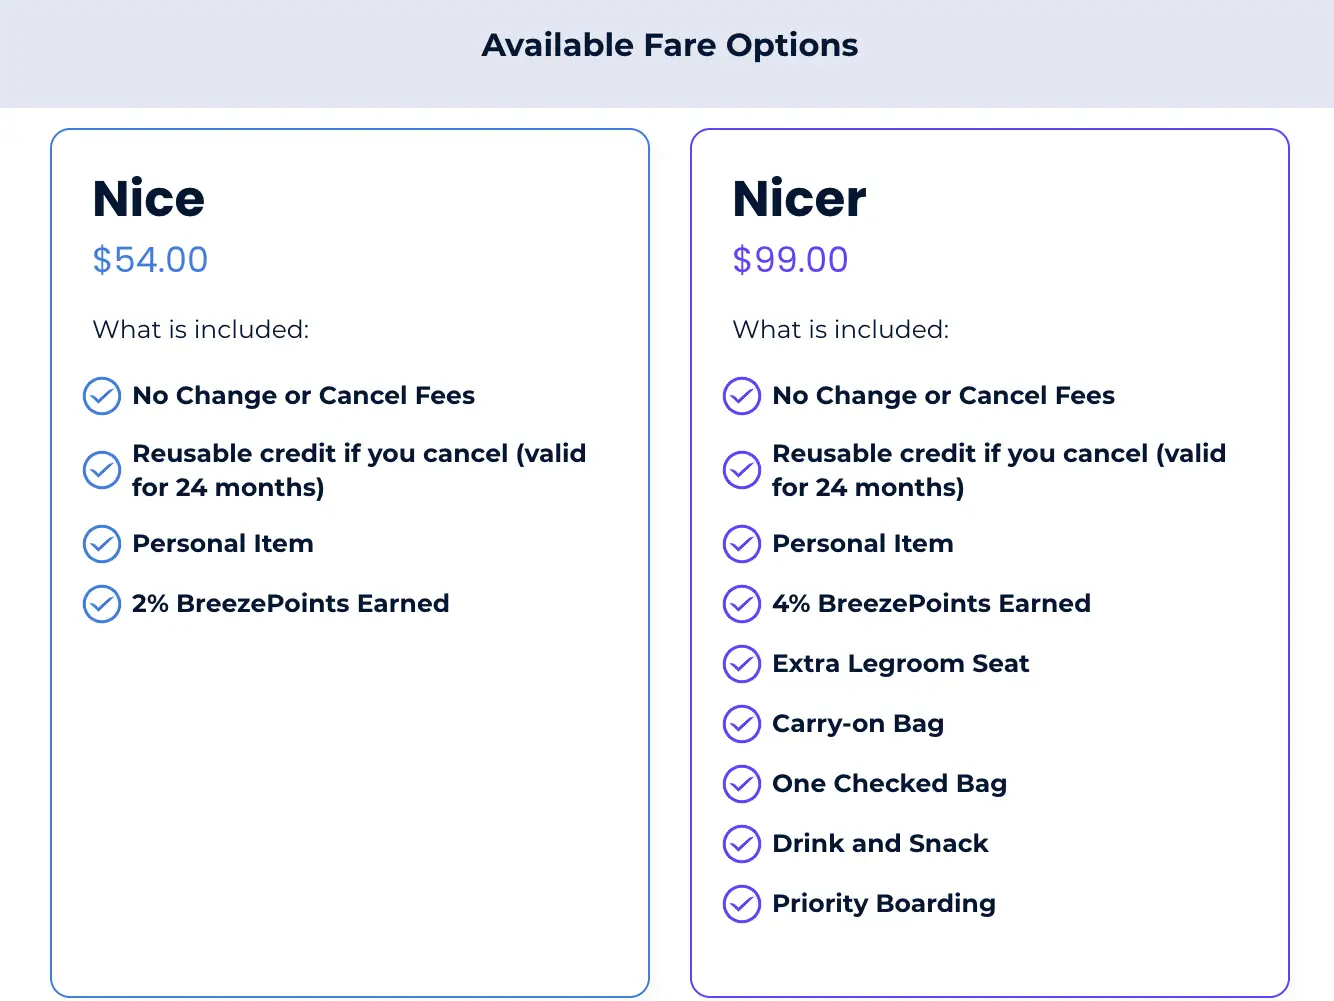 Available Fare Options
Nice
$54.00
What is included:
No Change or Cancel Fees
Reusable credit if you cancel (valid
for 24 months)
Personal Item
2% BreezePoints Earned
Nicer
$99.00
What is included:
No Change or Cancel Fees
Reusable credit if you cancel (valid
for 24 months)
Personal Item
4% BreezePoints Earned
Extra Legroom Seat
Carry-on Bag
One Checked Bag
Drink and Snack
Priority Boarding